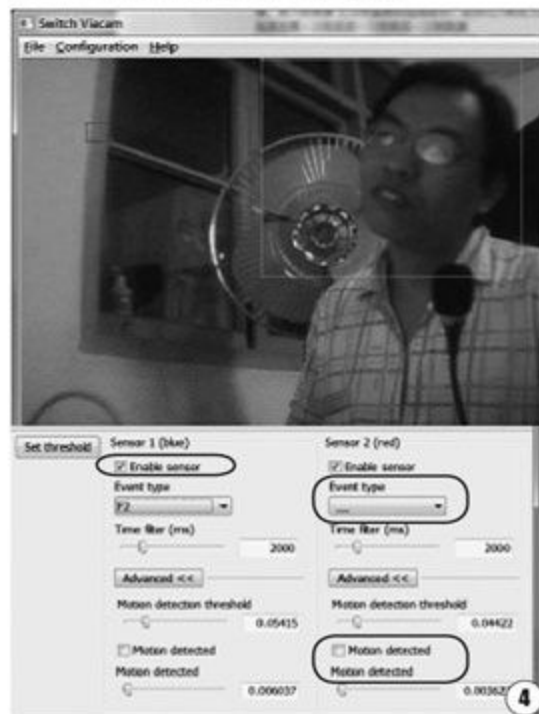 Switch Viacam
File Configuration Help
Set threshold
Sensor 1 (blue)
Enable sensor
Event type
F2
Time filter (ms)
2000
Advanced <<
Motion detection threshold
0.05415
Motion detected
Motion detected
0.006037
Sensor 2 (red)
Enable sensor
Event type
---
Time filter (ms)
2000
Advanced <<
Motion detection threshold
0.04422
Motion detected
Motion detected
4